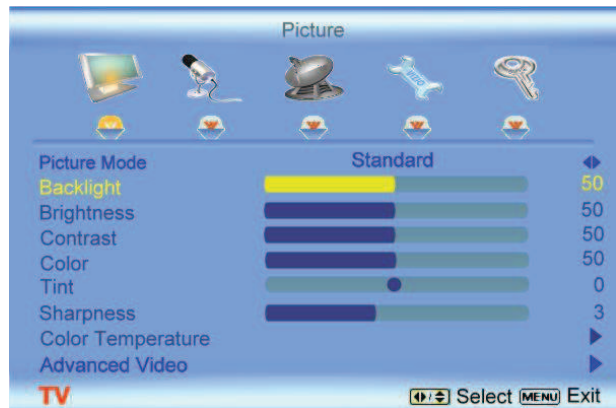 Picture
VIZIO
Picture Mode Standard
Backlight 50
Brightness 50
Contrast 50
Color 50
Tint 0
Sharpness 3
Color Temperature
Advanced Video
TV Select MENU Exit